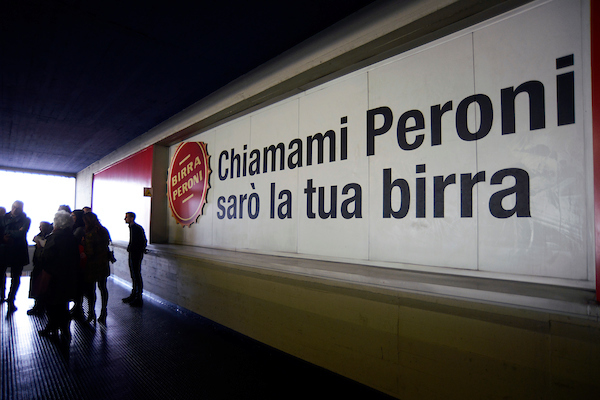 BIRRA
PERONI
Chiamami Peroni
sarò la tua birra